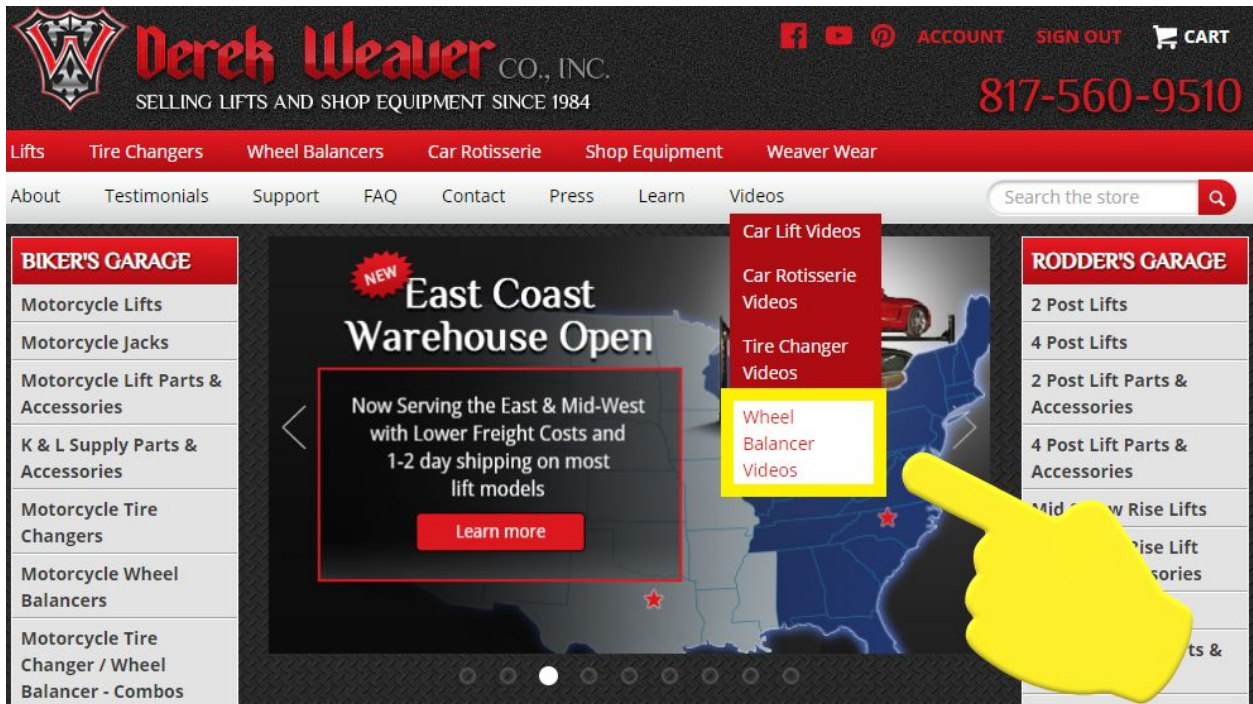 Derek Weaver CO., INC.
SELLING LIFTS AND SHOP EQUIPMENT SINCE 1984
ACCOUNT SIGN OUT CART
817-560-9510
Lifts Tire Changers Wheel Balancers Car Rotisserie Shop Equipment Weaver Wear
About Testimonials Support FAQ Contact Press Learn Videos Search the store
BIKER'S GARAGE
Motorcycle Lifts
Motorcycle Jacks
Motorcycle Lift Parts &
Accessories
K & L Supply Parts &
Accessories
Motorcycle Tire
Changers
Motorcycle Wheel
Balancers
Motorcycle Tire
Changer / Wheel
Balancer - Combos
NEW
East Coast
Warehouse Open
Now Serving the East & Mid-West
with Lower Freight Costs and
1-2 day shipping on most
lift models
Learn more
Car Lift Videos
Car Rotisserie
Videos
Tire Changer
Videos
Wheel
Balancer
Videos
RODDER'S GARAGE
2 Post Lifts
4 Post Lifts
2 Post Lift Parts &
Accessories
4 Post Lift Parts &
Accessories
Mid Rise Lifts
Rise Lift
&